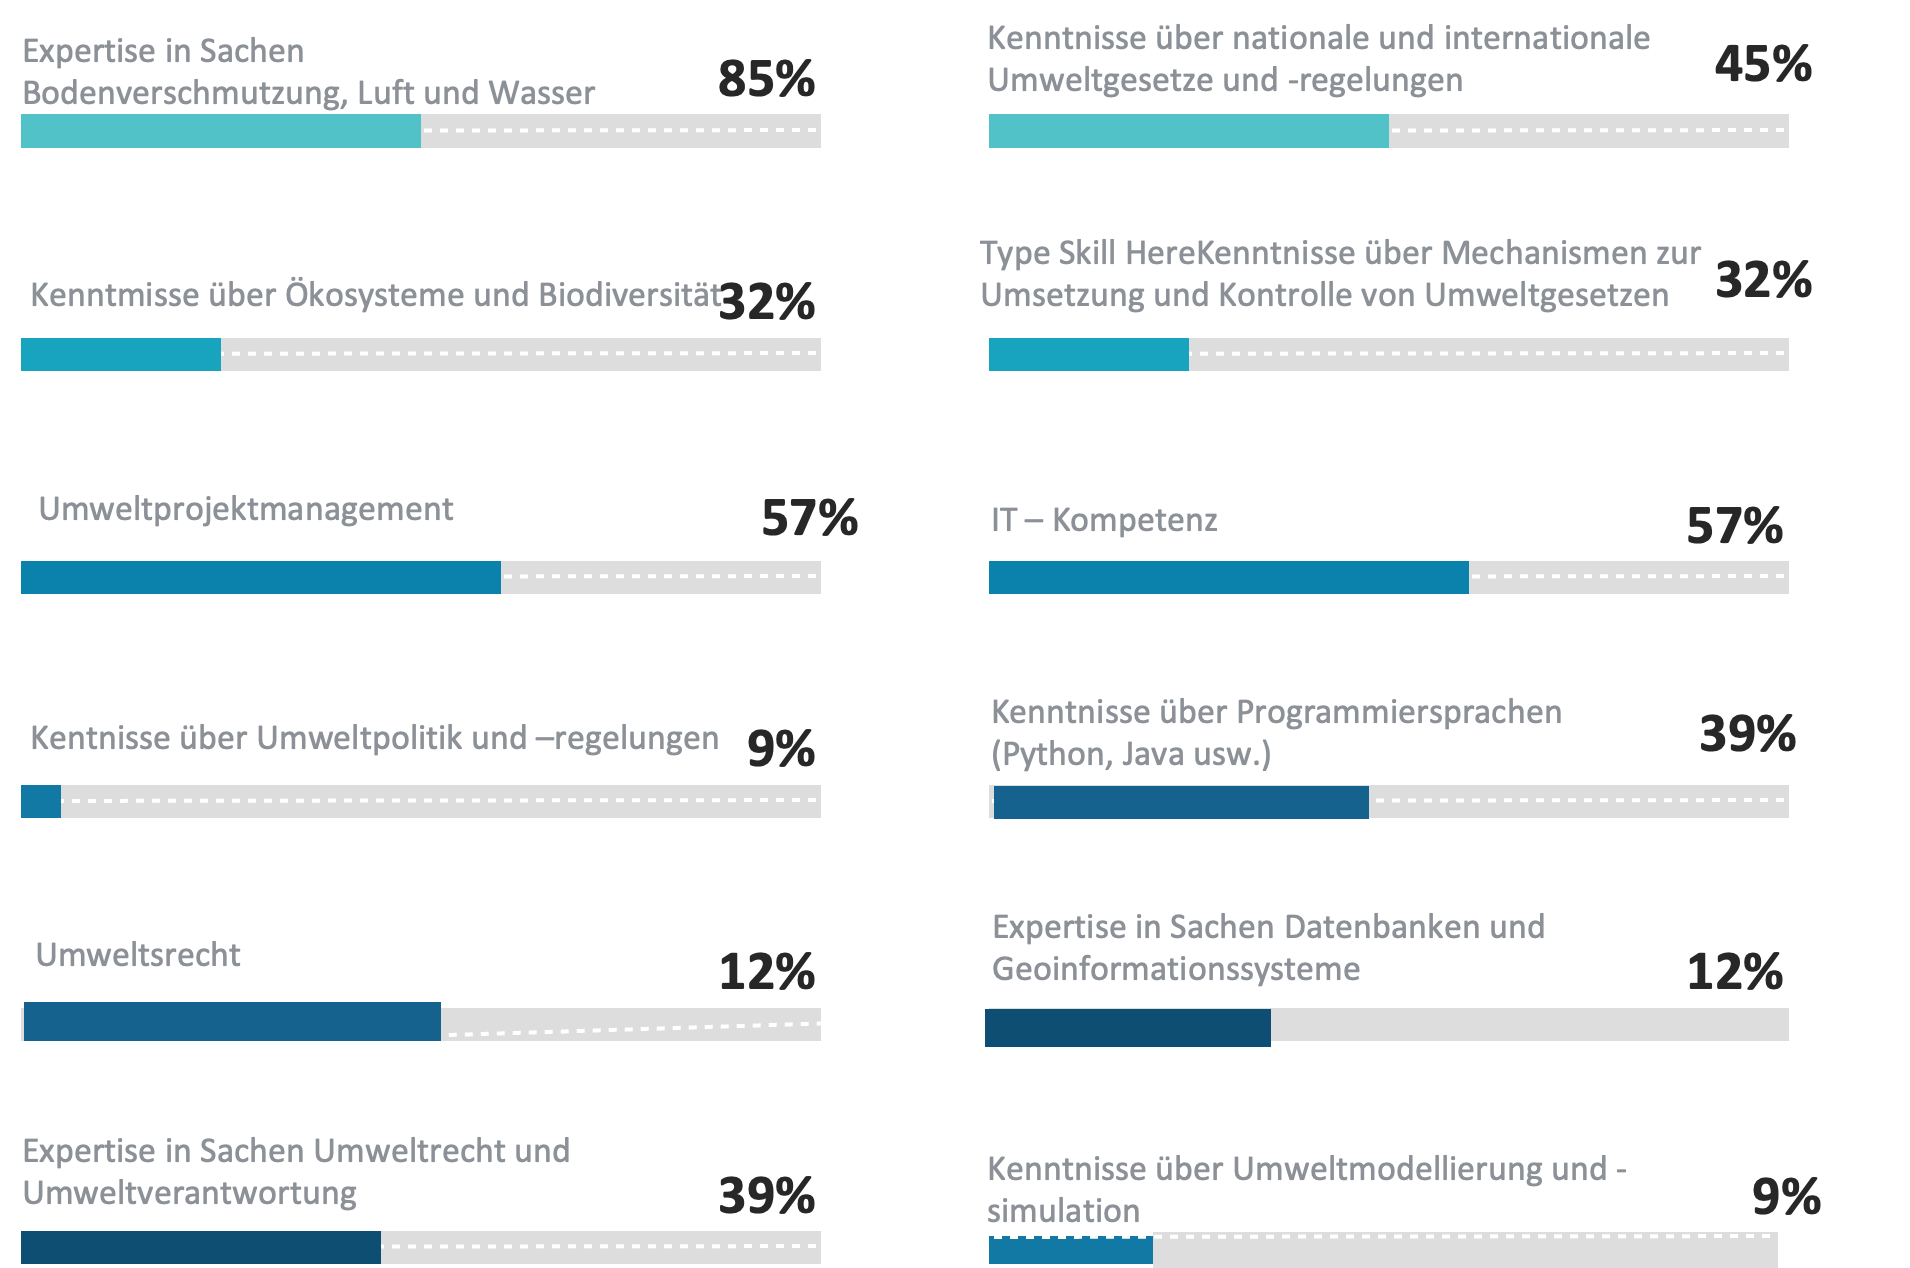 Expertise in Sachen
Bodenverschmutzung, Luft und Wasser
85%
Kenntmisse über Ökosysteme und Biodiversität
32%
Umweltprojektmanagement
57%
Kentnisse über Umweltpolitik und –regelungen
9%
Umweltsrecht
12%
Expertise in Sachen Umweltrecht und
Umweltverantwortung
39%
Kenntnisse über nationale und internationale
Umweltgesetze und -regelungen
45%
Type Skill HereKenntnisse über Mechanismen zur
Umsetzung und Kontrolle von Umweltgesetzen
32%
IT – Kompetenz
57%
Kenntnisse über Programmiersprachen
(Python, Java usw.)
39%
Expertise in Sachen Datenbanken und
Geoinformationssysteme
12%
Kenntnisse über Umweltmodellierung und -
simulation
9%